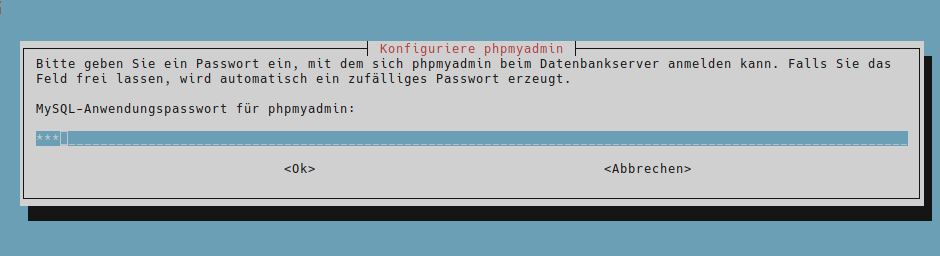 Konfiguriere phpmyadmin
Bitte geben Sie ein Passwort ein, mit dem sich phpmyadmin beim Datenbankserver anmelden kann. Falls Sie das
Feld frei lassen, wird automatisch ein zufälliges Passwort erzeugt.
MySQL-Anwendungspasswort für phpmyadmin:
***
<Ok> <Abbrechen>